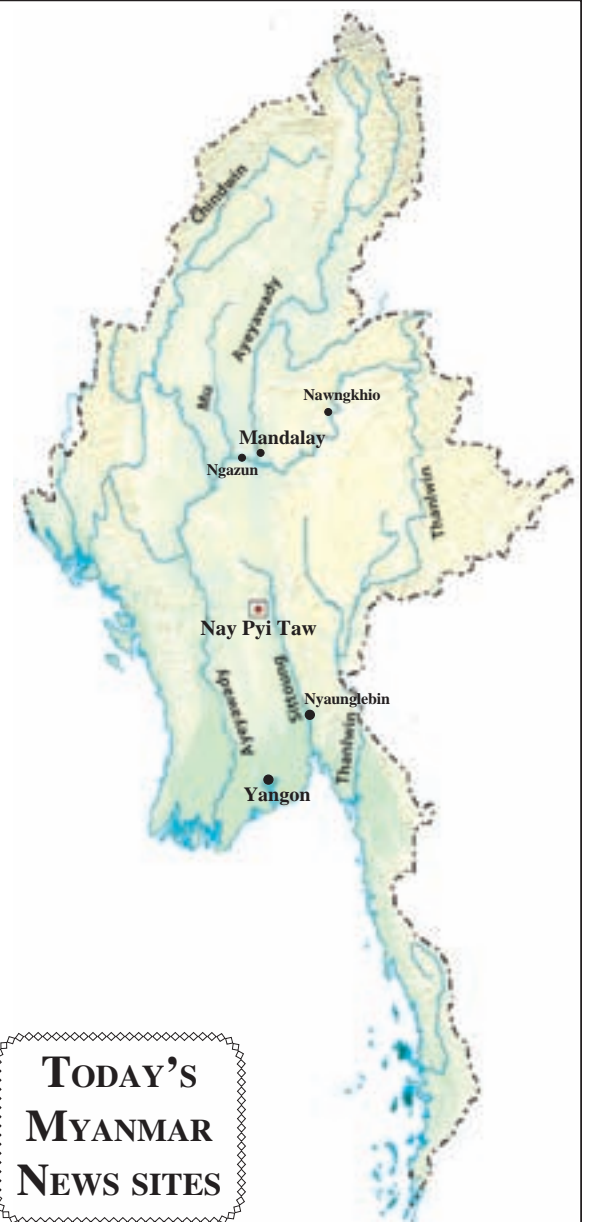 Chindwin
Ayeyawady
Mu
Nawngkhio
Mandalay
Ngazun
Thanlwin
Nay Pyi Taw
Sittoung
Nyaunglebin
Ayeyawady
Thanlwin
Yangon
TODAY'S
MYANMAR
NEWS SITES